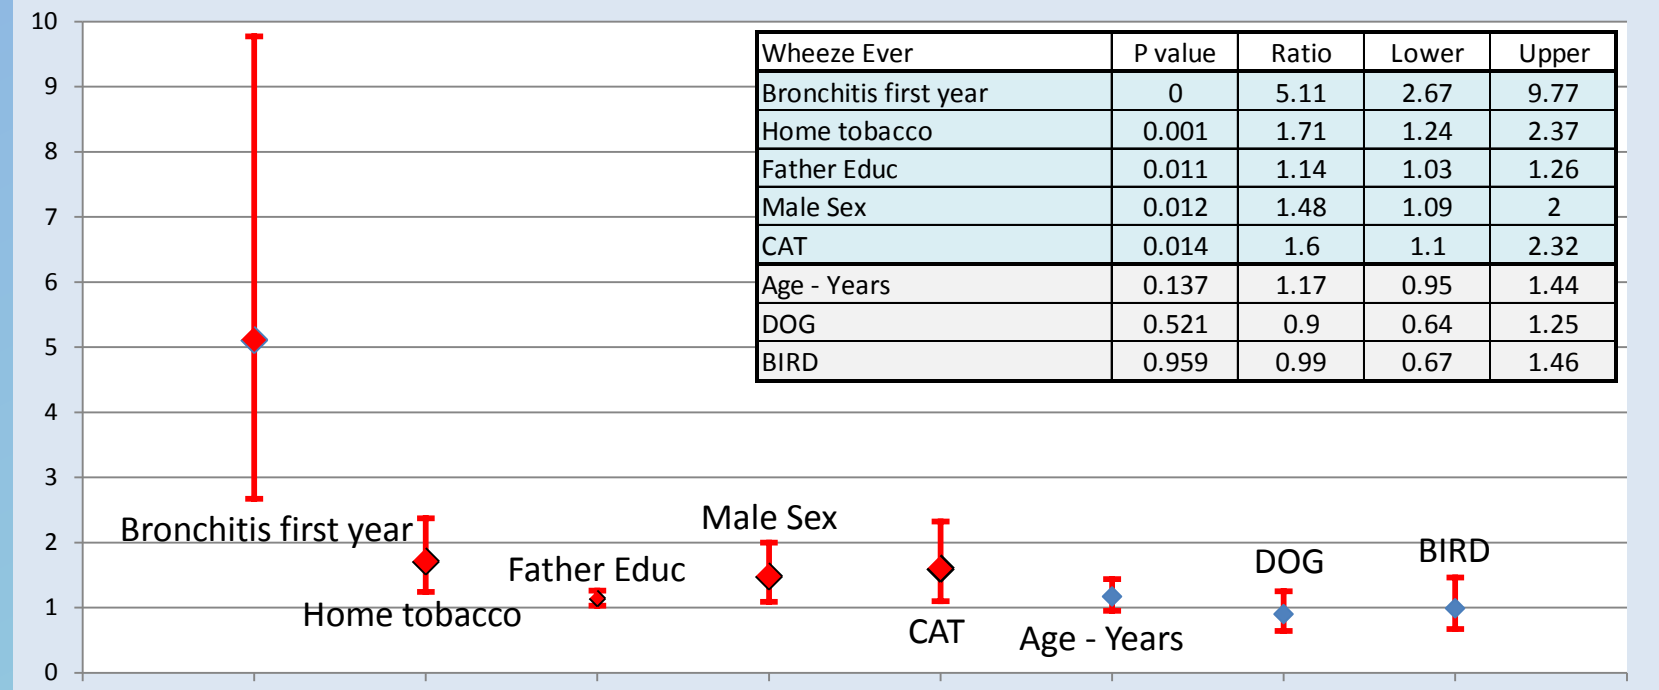 10
9
8
7
6
5
4
3
2
1
0
Wheeze Ever P value Ratio Lower Upper
Bronchitis first year 0 5.11 2.67 9.77
Home tobacco 0.001 1.71 1.24 2.37
Father Educ 0.011 1.14 1.03 1.26
Male Sex 0.012 1.48 1.09 2
CAT 0.014 1.6 1.1 2.32
Age - Years 0.137 1.17 0.95 1.44
DOG 0.521 0.9 0.64 1.25
BIRD 0.959 0.99 0.67 1.46
Bronchitis first year
Home tobacco
Father Educ
Male Sex
CAT
Age - Years
DOG
BIRD